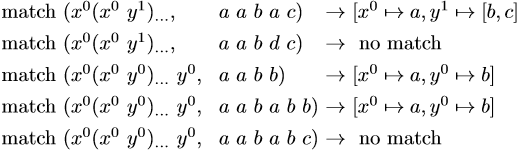 match (x⁰(x⁰ y¹)..., a a b a c) → [x⁰ ↦ a, y¹ ↦ [b, c]
match (x⁰(x⁰ y¹)..., a a b d c) → no match
match (x⁰(x⁰ y⁰)... y⁰, a a b b) → [x⁰ ↦ a, y⁰ ↦ b]
match (x⁰(x⁰ y⁰)... y⁰, a a b a b b) → [x⁰ ↦ a, y⁰ ↦ b]
match (x⁰(x⁰ y⁰)... y⁰, a a b a b c) → no match